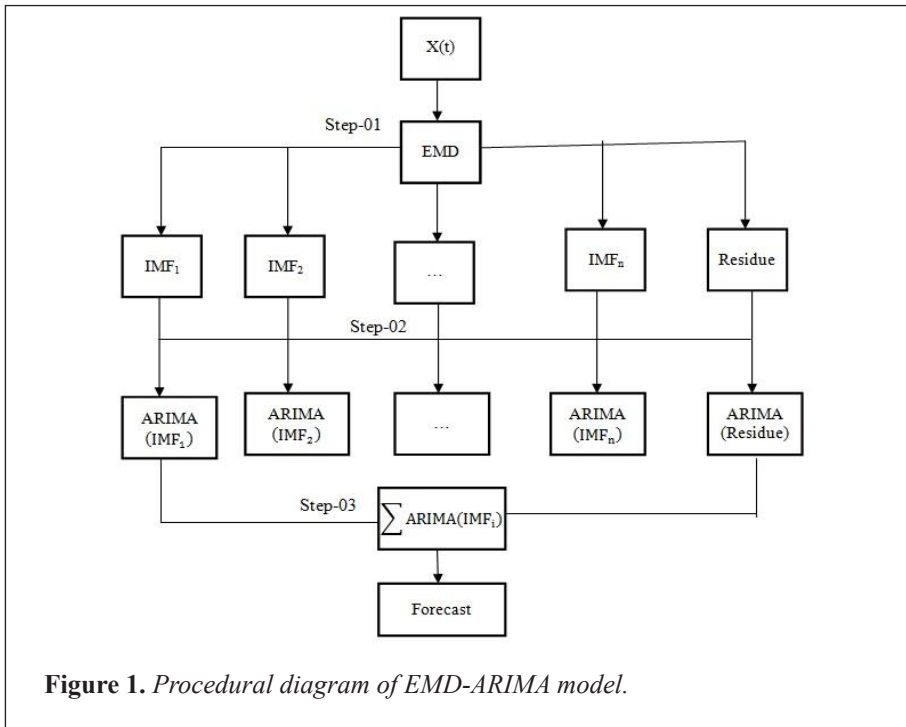 X(t)
Step-01
EMD
IMF₁ IMF₂ ... IMFₙ Residue
Step-02
ARIMA (IMF₁)
ARIMA (IMF₂)
...
ARIMA (IMFₙ)
ARIMA (Residue)
Step-03
∑ ARIMA(IMFᵢ)
Forecast
Figure 1. Procedural diagram of EMD-ARIMA model.